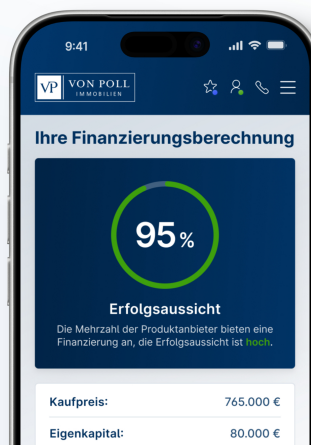 9:41
VP VON POLL
IMMOBILIEN
Ihre Finanzierungsberechnung
95%
Erfolgsaussicht
Die Mehrzahl der Produktanbieter bieten eine
Finanzierung an, die Erfolgsaussicht ist hoch.
Kaufpreis: 765.000 €
Eigenkapital: 80.000 €